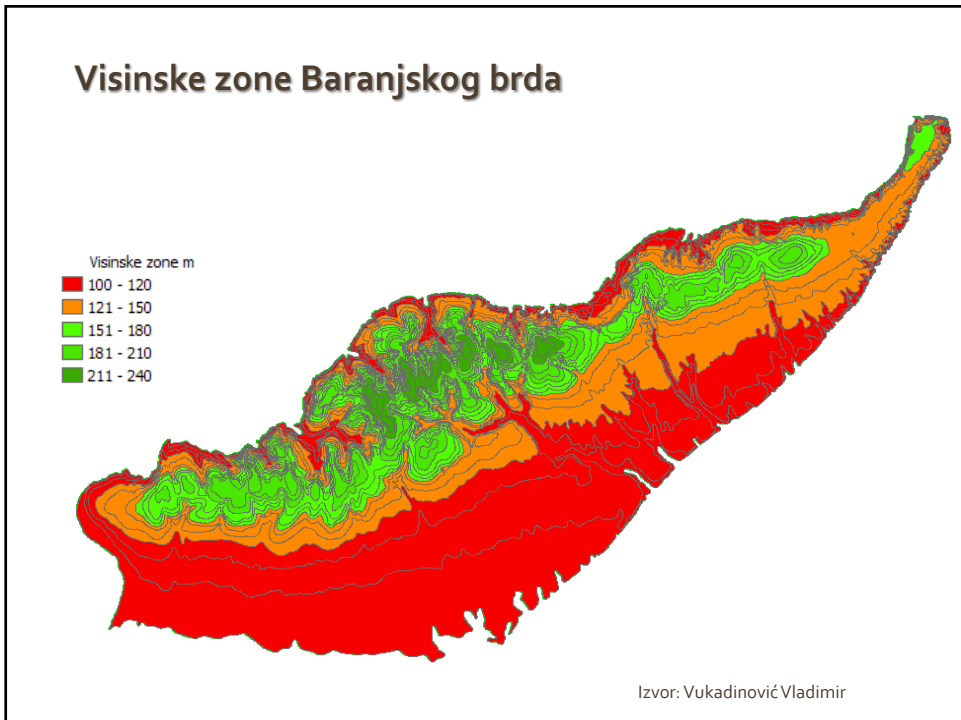 Visinske zone Baranjskog brda
Visinske zone m
100 - 120
121 - 150
151 - 180
181 - 210
211 - 240
Izvor: Vukadinović Vladimir